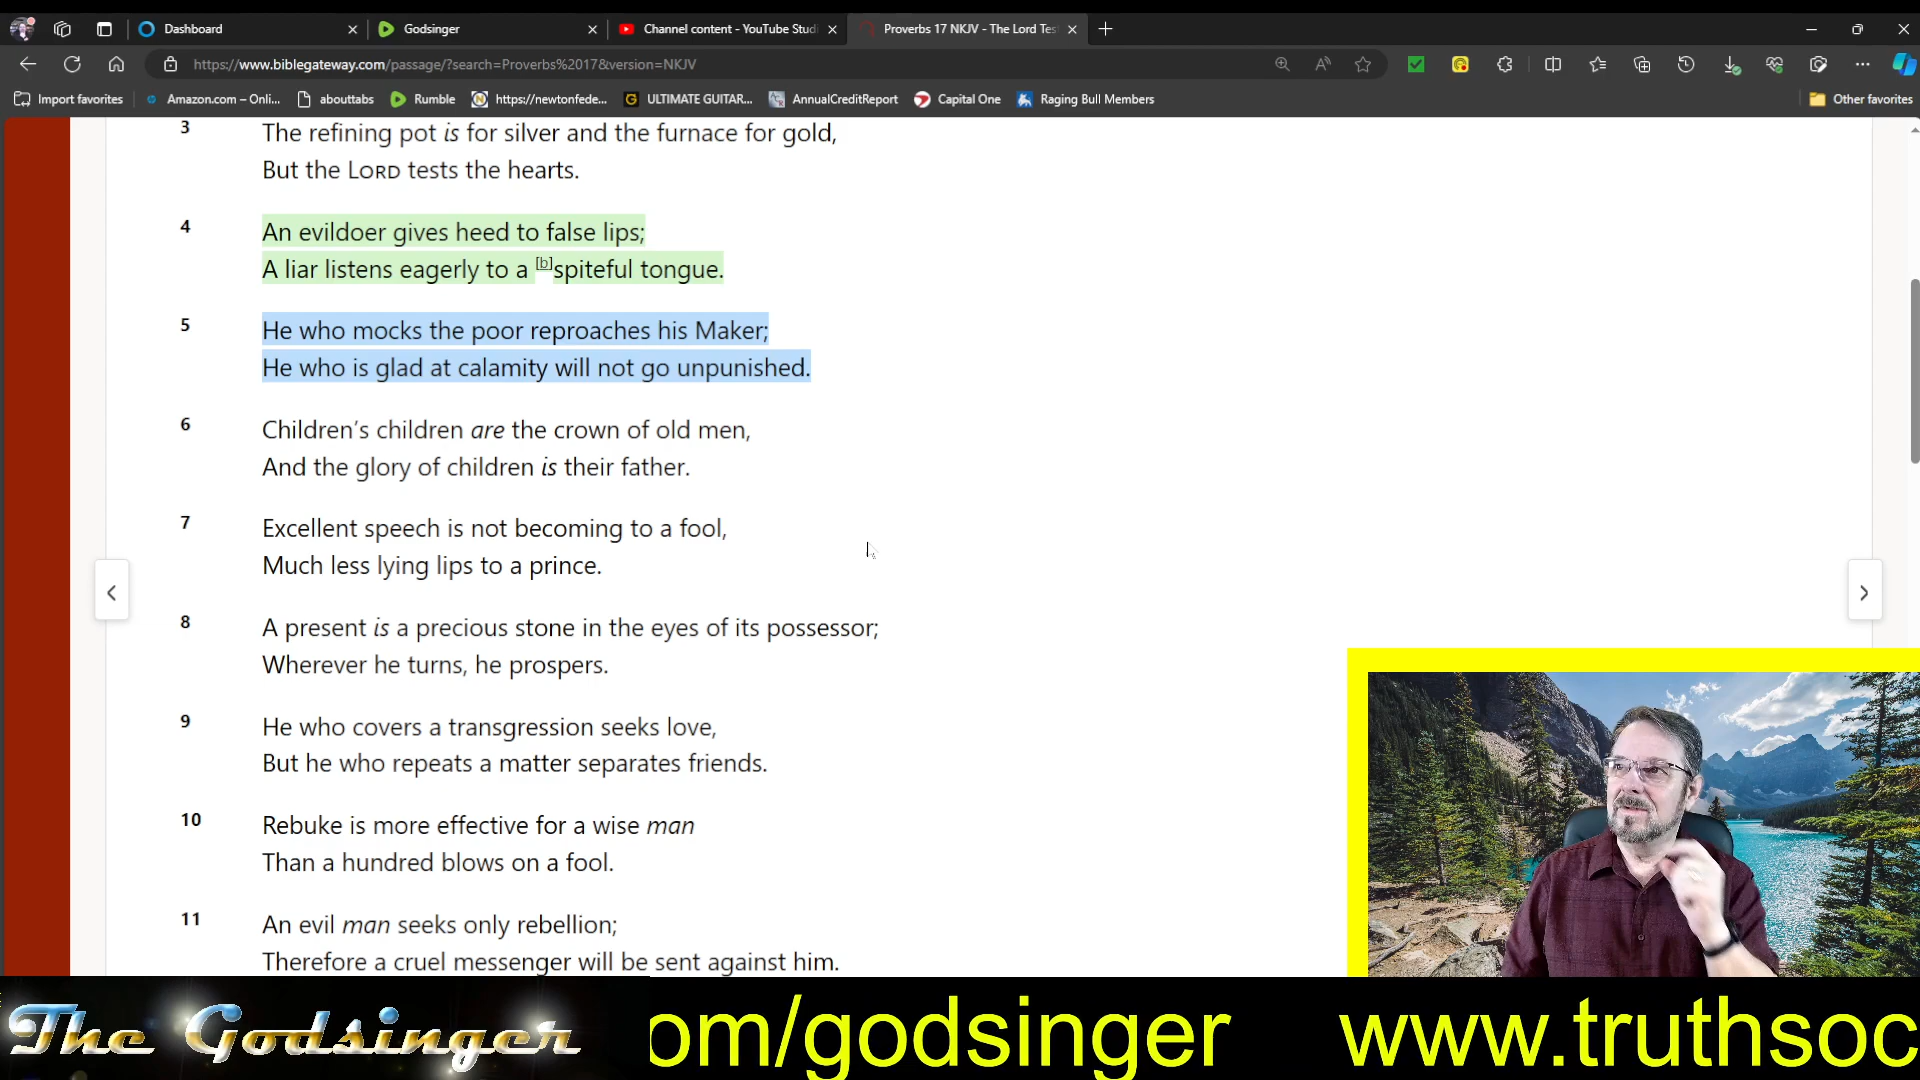 Dashboard
Godsinger
Channel content - YouTube Studi
Proverbs 17 NKJV - The Lord Tes
https://www.biblegateway.com/passage/?search=Proverbs%2017&version=NKJV
Import favorites
Amazon.com – Onli...
abouttabs
Rumble
https://newtonfede...
ULTIMATE GUITAR...
AnnualCreditReport
Capital One
Raging Bull Members
Other favorites
3 The refining pot is for silver and the furnace for gold,
But the LORD tests the hearts.
4 An evildoer gives heed to false lips;
A liar listens eagerly to a [b]spiteful tongue.
5 He who mocks the poor reproaches his Maker;
He who is glad at calamity will not go unpunished.
6 Children’s children are the crown of old men,
And the glory of children is their father.
7 Excellent speech is not becoming to a fool,
Much less lying lips to a prince.
8 A present is a precious stone in the eyes of its possessor;
Wherever he turns, he prospers.
9 He who covers a transgression seeks love,
But he who repeats a matter separates friends.
10 Rebuke is more effective for a wise man
Than a hundred blows on a fool.
11 An evil man seeks only rebellion;
Therefore a cruel messenger will be sent against him.
The Godsinger
om/godsinger
www.truthsoc